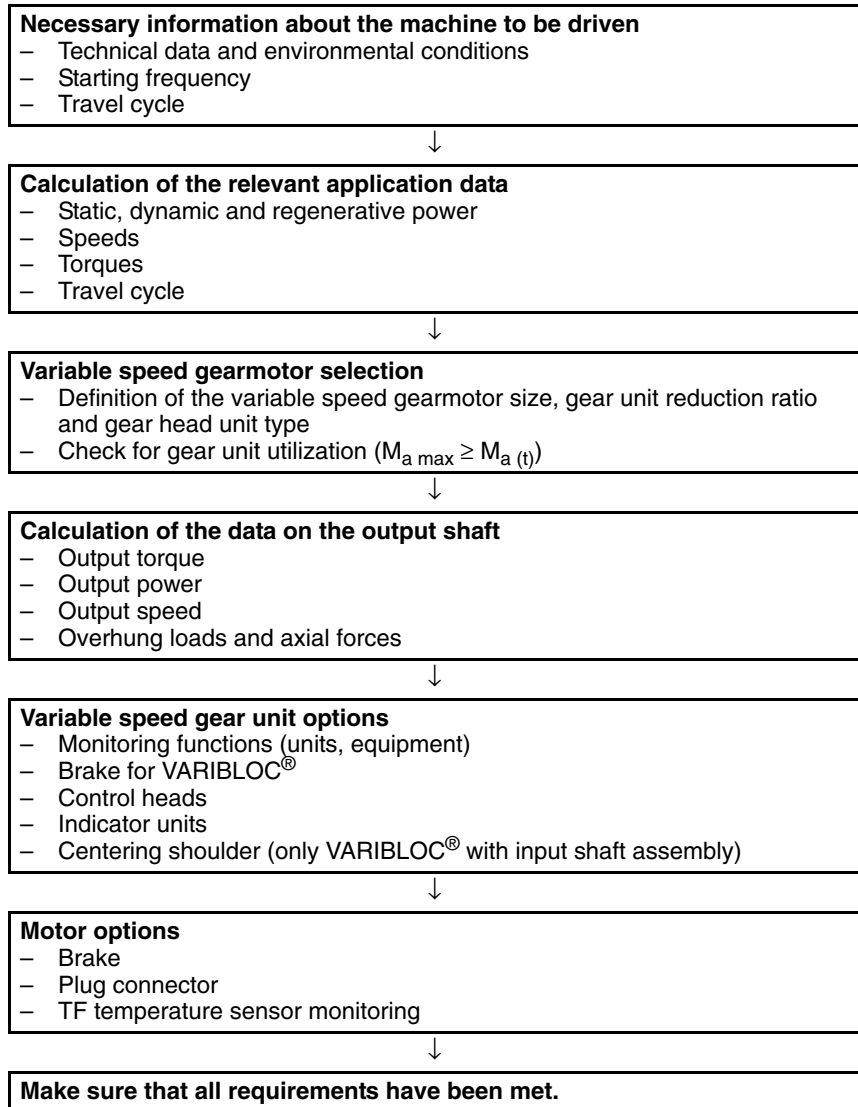 Necessary information about the machine to be driven
– Technical data and environmental conditions
– Starting frequency
– Travel cycle
↓
Calculation of the relevant application data
– Static, dynamic and regenerative power
– Speeds
– Torques
– Travel cycle
↓
Variable speed gearmotor selection
– Definition of the variable speed gearmotor size, gear unit reduction ratio
and gear head unit type
– Check for gear unit utilization (Ma max ≥ Ma (t))
↓
Calculation of the data on the output shaft
– Output torque
– Output power
– Output speed
– Overhung loads and axial forces
↓
Variable speed gear unit options
– Monitoring functions (units, equipment)
– Brake for VARIBLOC®
– Control heads
– Indicator units
– Centering shoulder (only VARIBLOC® with input shaft assembly)
↓
Motor options
– Brake
– Plug connector
– TF temperature sensor monitoring
↓
Make sure that all requirements have been met.